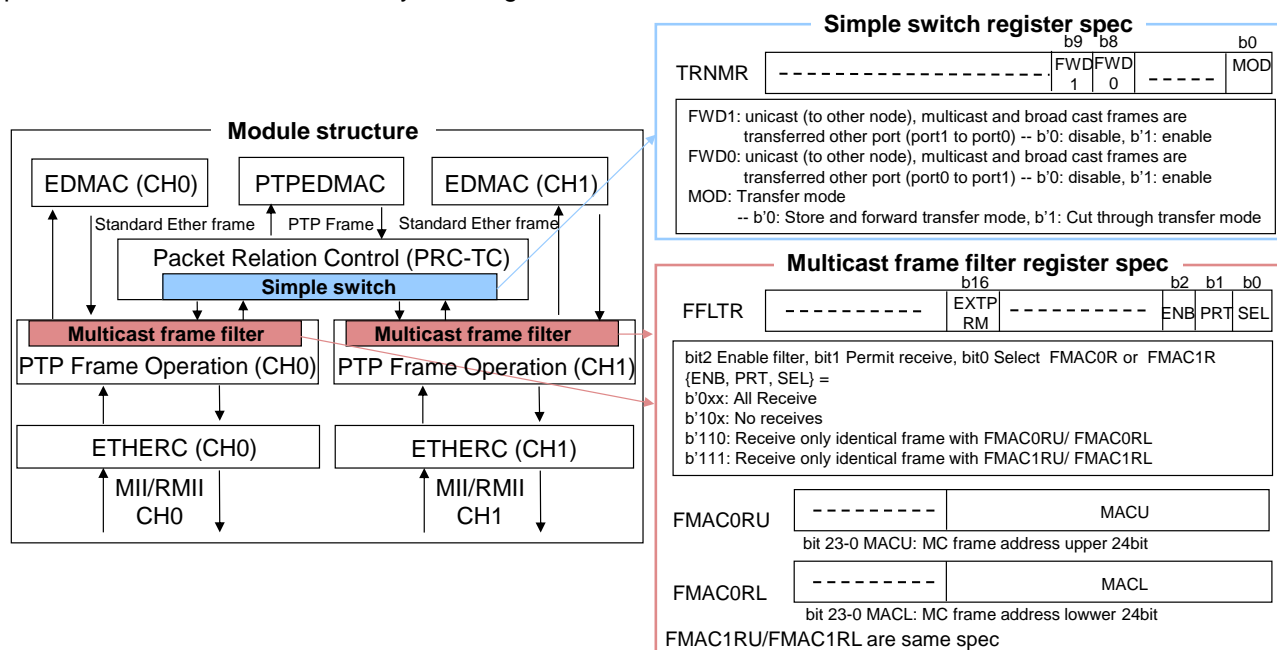 Simple switch register spec
b9 b8 b0
TRNMR
FWD
1
FWD
0
MOD
FWD1: unicast (to other node), multicast and broad cast frames are
transferred other port (port1 to port0) -- b'0: disable, b'1: enable
FWD0: unicast (to other node), multicast and broad cast frames are
transferred other port (port0 to port1) -- b'0: disable, b'1: enable
MOD: Transfer mode
-- b'0: Store and forward transfer mode, b'1: Cut through transfer mode
Module structure
EDMAC (CH0)
PTPEDMAC
EDMAC (CH1)
Standard Ether frame
PTP Frame
Standard Ether frame
Packet Relation Control (PRC-TC)
Simple switch
Multicast frame filter
Multicast frame filter
PTP Frame Operation (CH0)
PTP Frame Operation (CH1)
ETHERC (CH0)
ETHERC (CH1)
MII/RMII
CH0
MII/RMII
CH1
Multicast frame filter register spec
b16 b2 b1 b0
FFLTR
EXTP
RM
ENB
PRT
SEL
bit2 Enable filter, bit1 Permit receive, bit0 Select FMAC0R or FMAC1R
{ENB, PRT, SEL} =
b'0xx: All Receive
b'10x: No receives
b'110: Receive only identical frame with FMAC0RU/ FMAC0RL
b'111: Receive only identical frame with FMAC1RU/ FMAC1RL
FMAC0RU
MACU
bit 23-0 MACU: MC frame address upper 24bit
FMAC0RL
MACL
bit 23-0 MACL: MC frame address lowwer 24bit
FMAC1RU/FMAC1RL are same spec